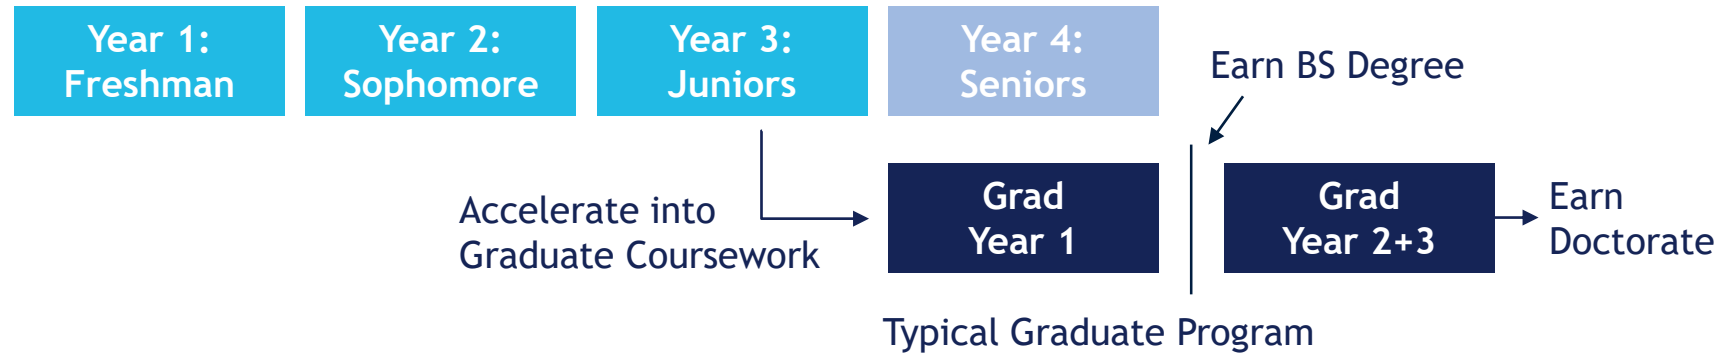 Year 1:
Freshman
Year 2:
Sophomore
Year 3:
Juniors
Year 4:
Seniors
Earn BS Degree
Accelerate into
Graduate Coursework
Grad
Year 1
Grad
Year 2+3
Earn
Doctorate
Typical Graduate Program